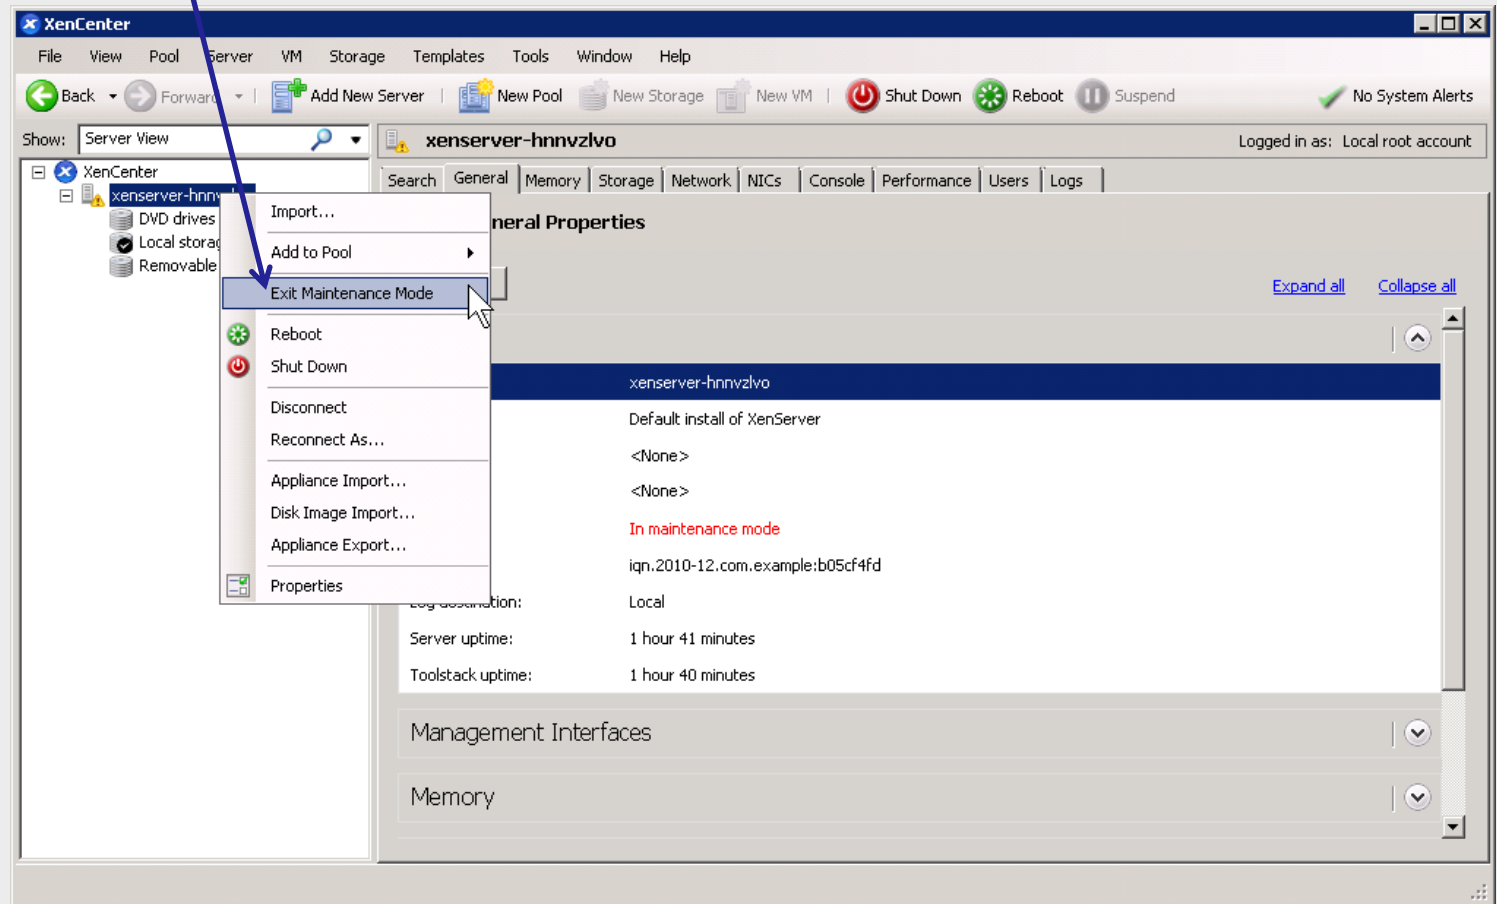 XenCenter
File View Pool Server VM Storage Templates Tools Window Help
Back Forward Add New Server New Pool New Storage New VM Shut Down Reboot Suspend No System Alerts
Show: Server View
xenserver-hnnvzlvo Logged in as: Local root account
XenCenter
xenserver-hnnv
DVD drives
Local storag
Removable
Search General Memory Storage Network NICs Console Performance Users Logs
neral Properties
Expand all Collapse all
Import...
Add to Pool
Exit Maintenance Mode
Reboot
Shut Down
Disconnect
Reconnect As...
Appliance Import...
Disk Image Import...
Appliance Export...
Properties
xenserver-hnnvzlvo
Default install of XenServer
<None>
<None>
In maintenance mode
iqn.2010-12.com.example:b05cf4fd
Log destination: Local
Server uptime: 1 hour 41 minutes
Toolstack uptime: 1 hour 40 minutes
Management Interfaces
Memory